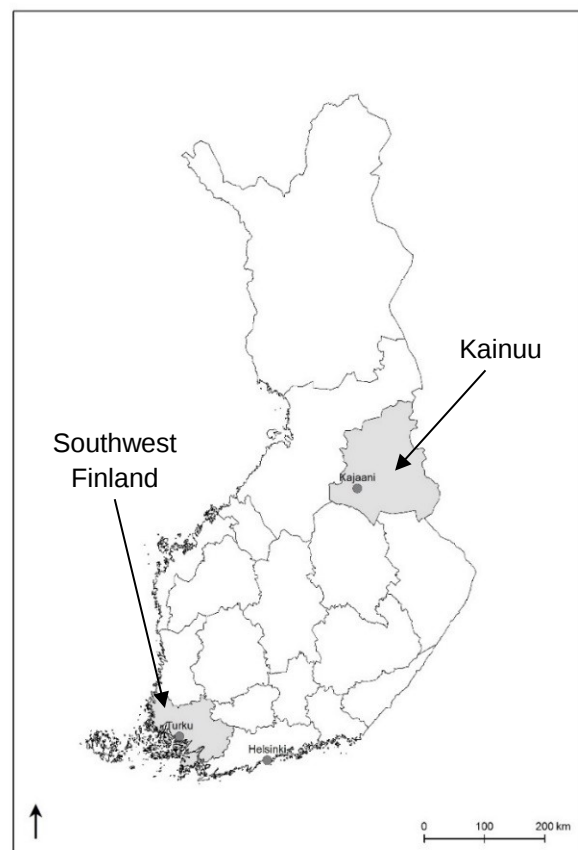 Kainuu
Southwest
Finland
Kajaani
Turku
Helsinki
0 100 200 km